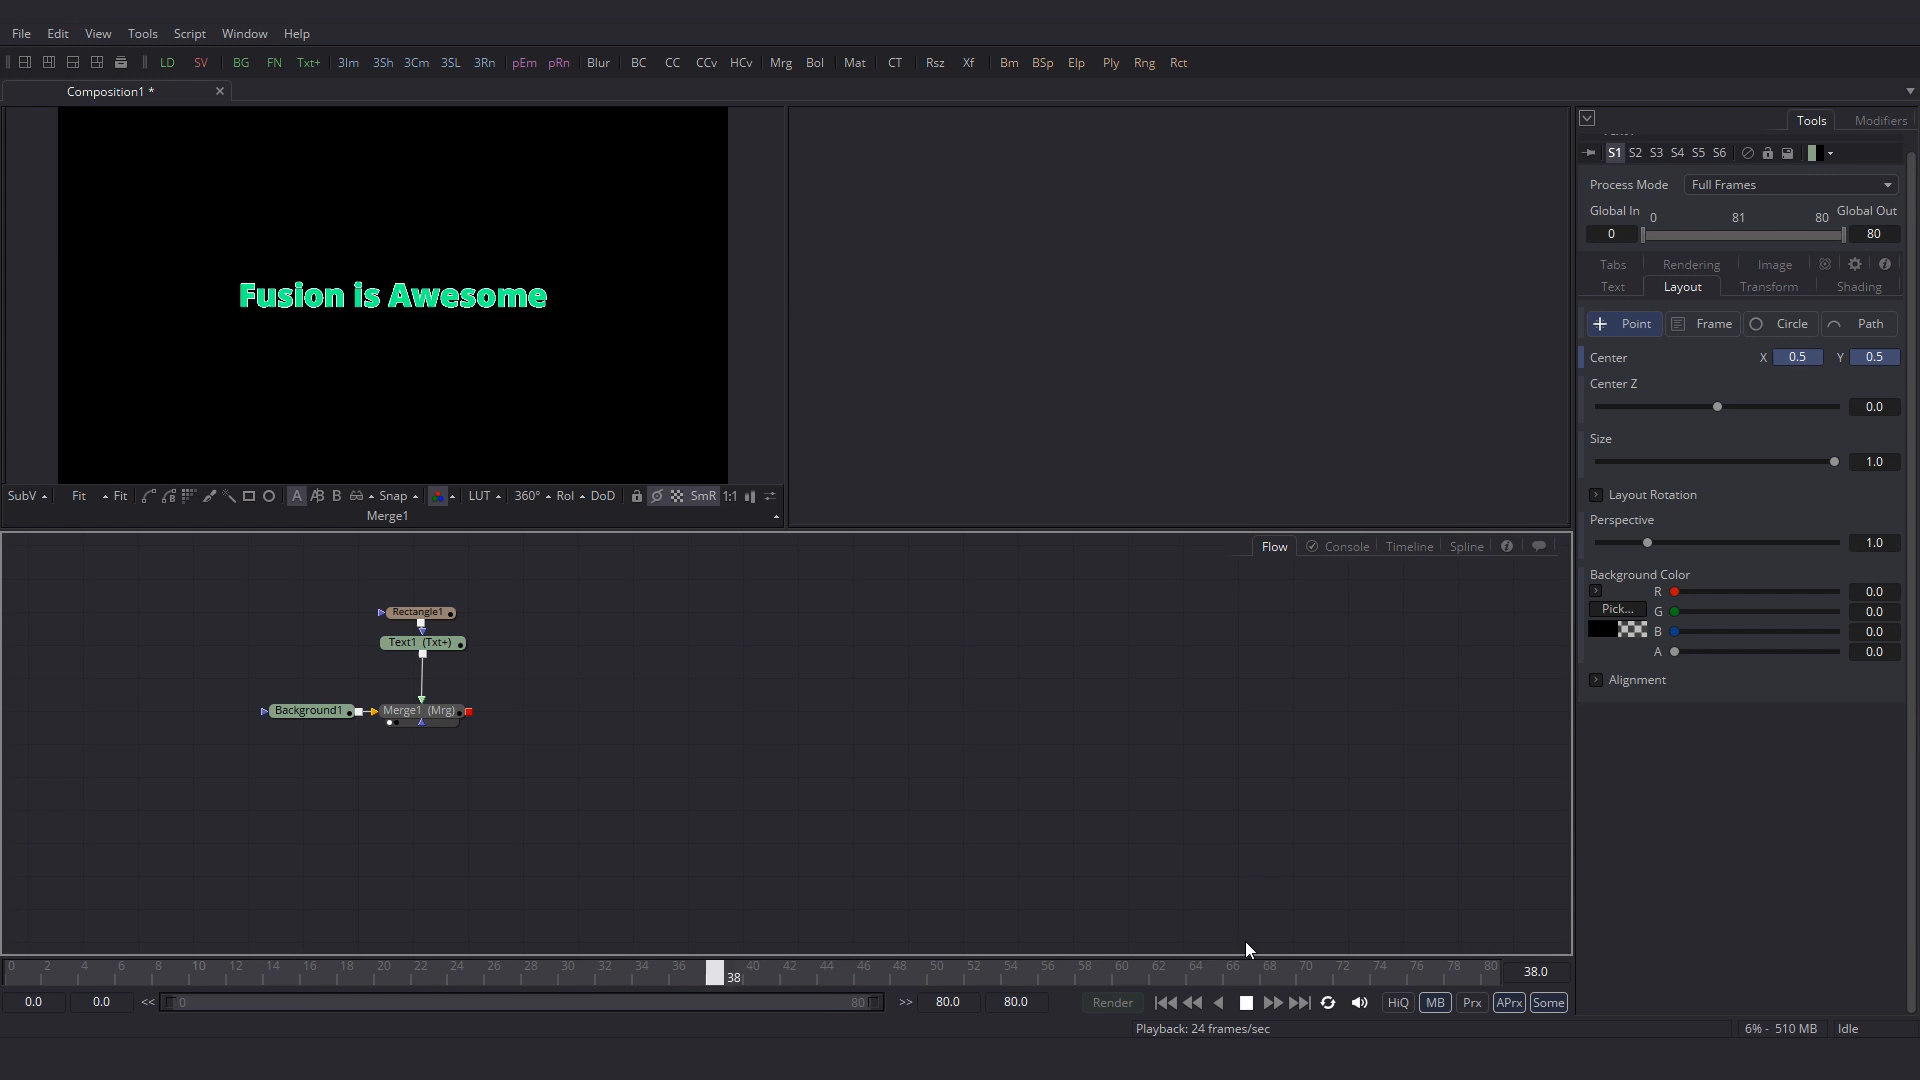 File Edit View Tools Script Window Help
LD SV BG FN Txt+ 3Im 3Sh 3Cm 3SL 3Rn pEm pRn Blur BC CC CCv HCv Mrg Bol Mat CT Rsz Xf Bm BSp Elp Ply Rng Rct
Composition1 *
Tools Modifiers
S1 S2 S3 S4 S5 S6
Process Mode Full Frames
Global In 0 81 80 Global Out
0 80
Tabs Rendering Image
Text Layout Transform Shading
Point Frame Circle Path
Center X 0.5 Y 0.5
Center Z
0.0
Size
1.0
Layout Rotation
Perspective
1.0
Background Color
R 0.0
Pick... G 0.0
B 0.0
A 0.0
Alignment
Fusion is Awesome
SubV Fit Fit A A|B B Snap LUT 360° RoI DoD SmR 1:1
Merge1
Flow Console Timeline Spline
Rectangle1
Text1 (Txt+)
Background1 Merge1 (Mrg)
0 2 4 6 8 10 12 14 16 18 20 22 24 26 28 30 32 34 36 38 40 42 44 46 48 50 52 54 56 58 60 62 64 66 68 70 72 74 76 78 80 38.0
0.0 0.0 << 0 80 >> 80.0 80.0 Render HiQ MB Prx APrx Some
Playback: 24 frames/sec 6% - 510 MB Idle